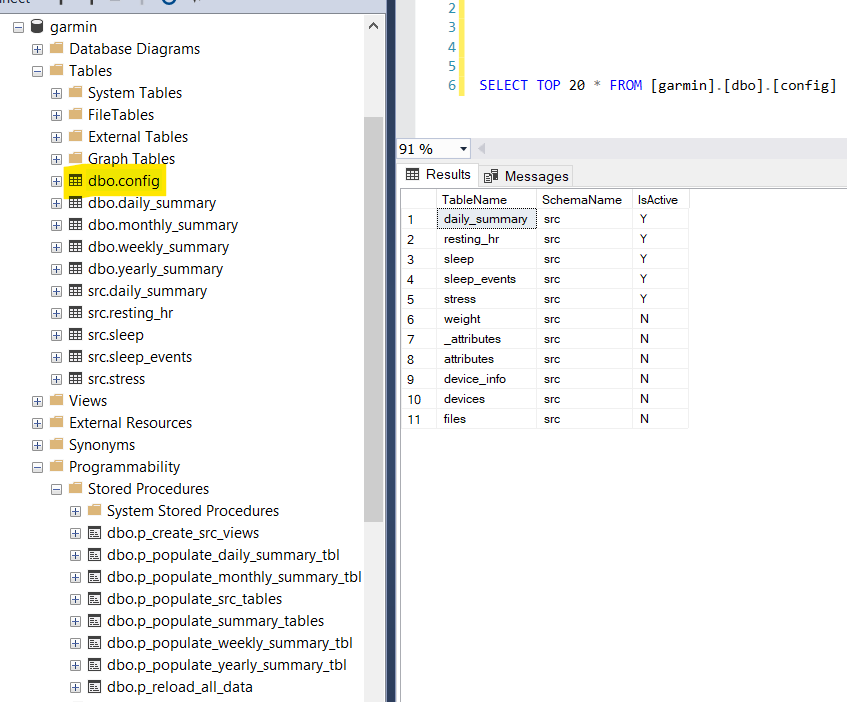 garmin
Database Diagrams
Tables
System Tables
FileTables
External Tables
Graph Tables
dbo.config
dbo.daily_summary
dbo.monthly_summary
dbo.weekly_summary
dbo.yearly_summary
src.daily_summary
src.resting_hr
src.sleep
src.sleep_events
src.stress
Views
External Resources
Synonyms
Programmability
Stored Procedures
System Stored Procedures
dbo.p_create_src_views
dbo.p_populate_daily_summary_tbl
dbo.p_populate_monthly_summary_tbl
dbo.p_populate_src_tables
dbo.p_populate_summary_tables
dbo.p_populate_weekly_summary_tbl
dbo.p_populate_yearly_summary_tbl
dbo.p_reload_all_data
2
3
4
5
6 SELECT TOP 20 * FROM [garmin].[dbo].[config]
91 %
Results Messages
TableName SchemaName IsActive
1 daily_summary src Y
2 resting_hr src Y
3 sleep src Y
4 sleep_events src Y
5 stress src Y
6 weight src N
7 _attributes src N
8 attributes src N
9 device_info src N
10 devices src N
11 files src N